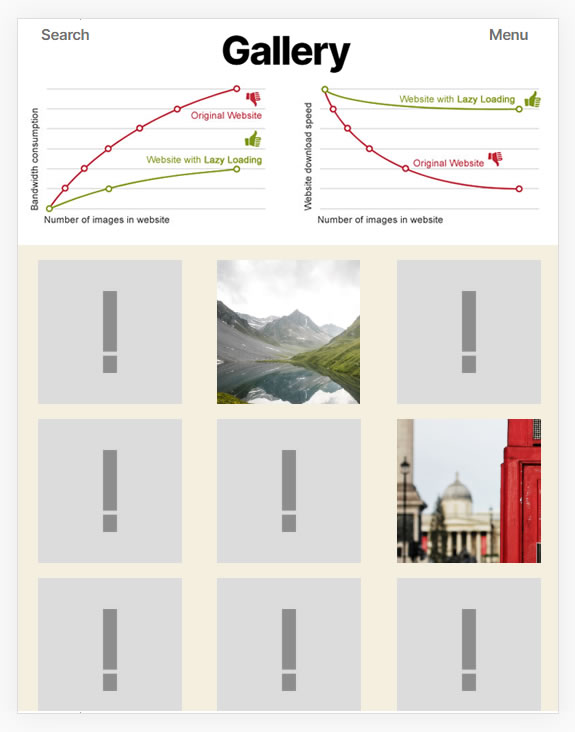 Search
Menu
Gallery
Bandwidth consumption
Original Website
Website with Lazy Loading
Number of images in website
Website download speed
Website with Lazy Loading
Original Website
Number of images in website